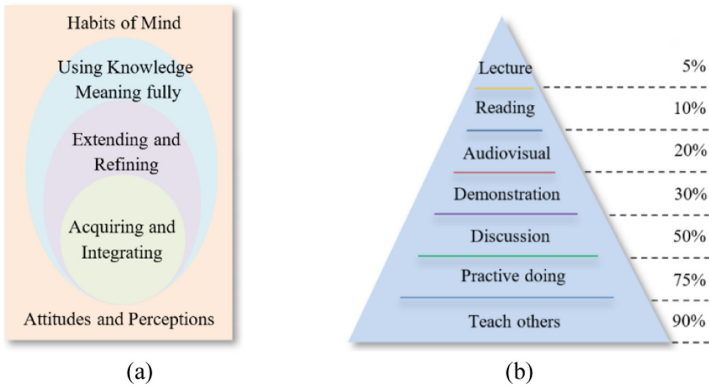 Habits of Mind
Using Knowledge
Meaning fully
Extending and
Refining
Acquiring and
Integrating
Attitudes and Perceptions
(a)
Lecture 5%
Reading 10%
Audiovisual 20%
Demonstration 30%
Discussion 50%
Practive doing 75%
Teach others 90%
(b)